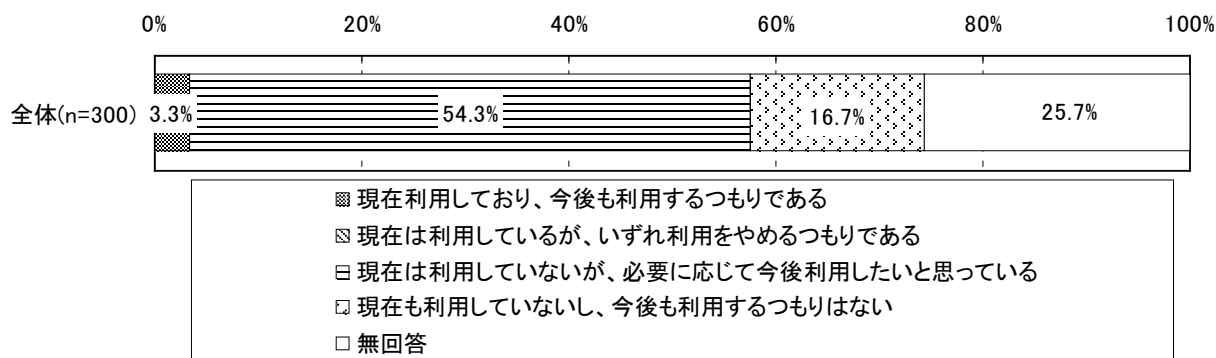 0% 20% 40% 60% 80% 100%
全体(n=300) 3.3% 54.3% 16.7% 25.7%
現在利用しており、今後も利用するつもりである
現在は利用しているが、いずれ利用をやめるつもりである
現在は利用していないが、必要に応じて今後利用したいと思っている
現在も利用していないし、今後も利用するつもりはない
無回答